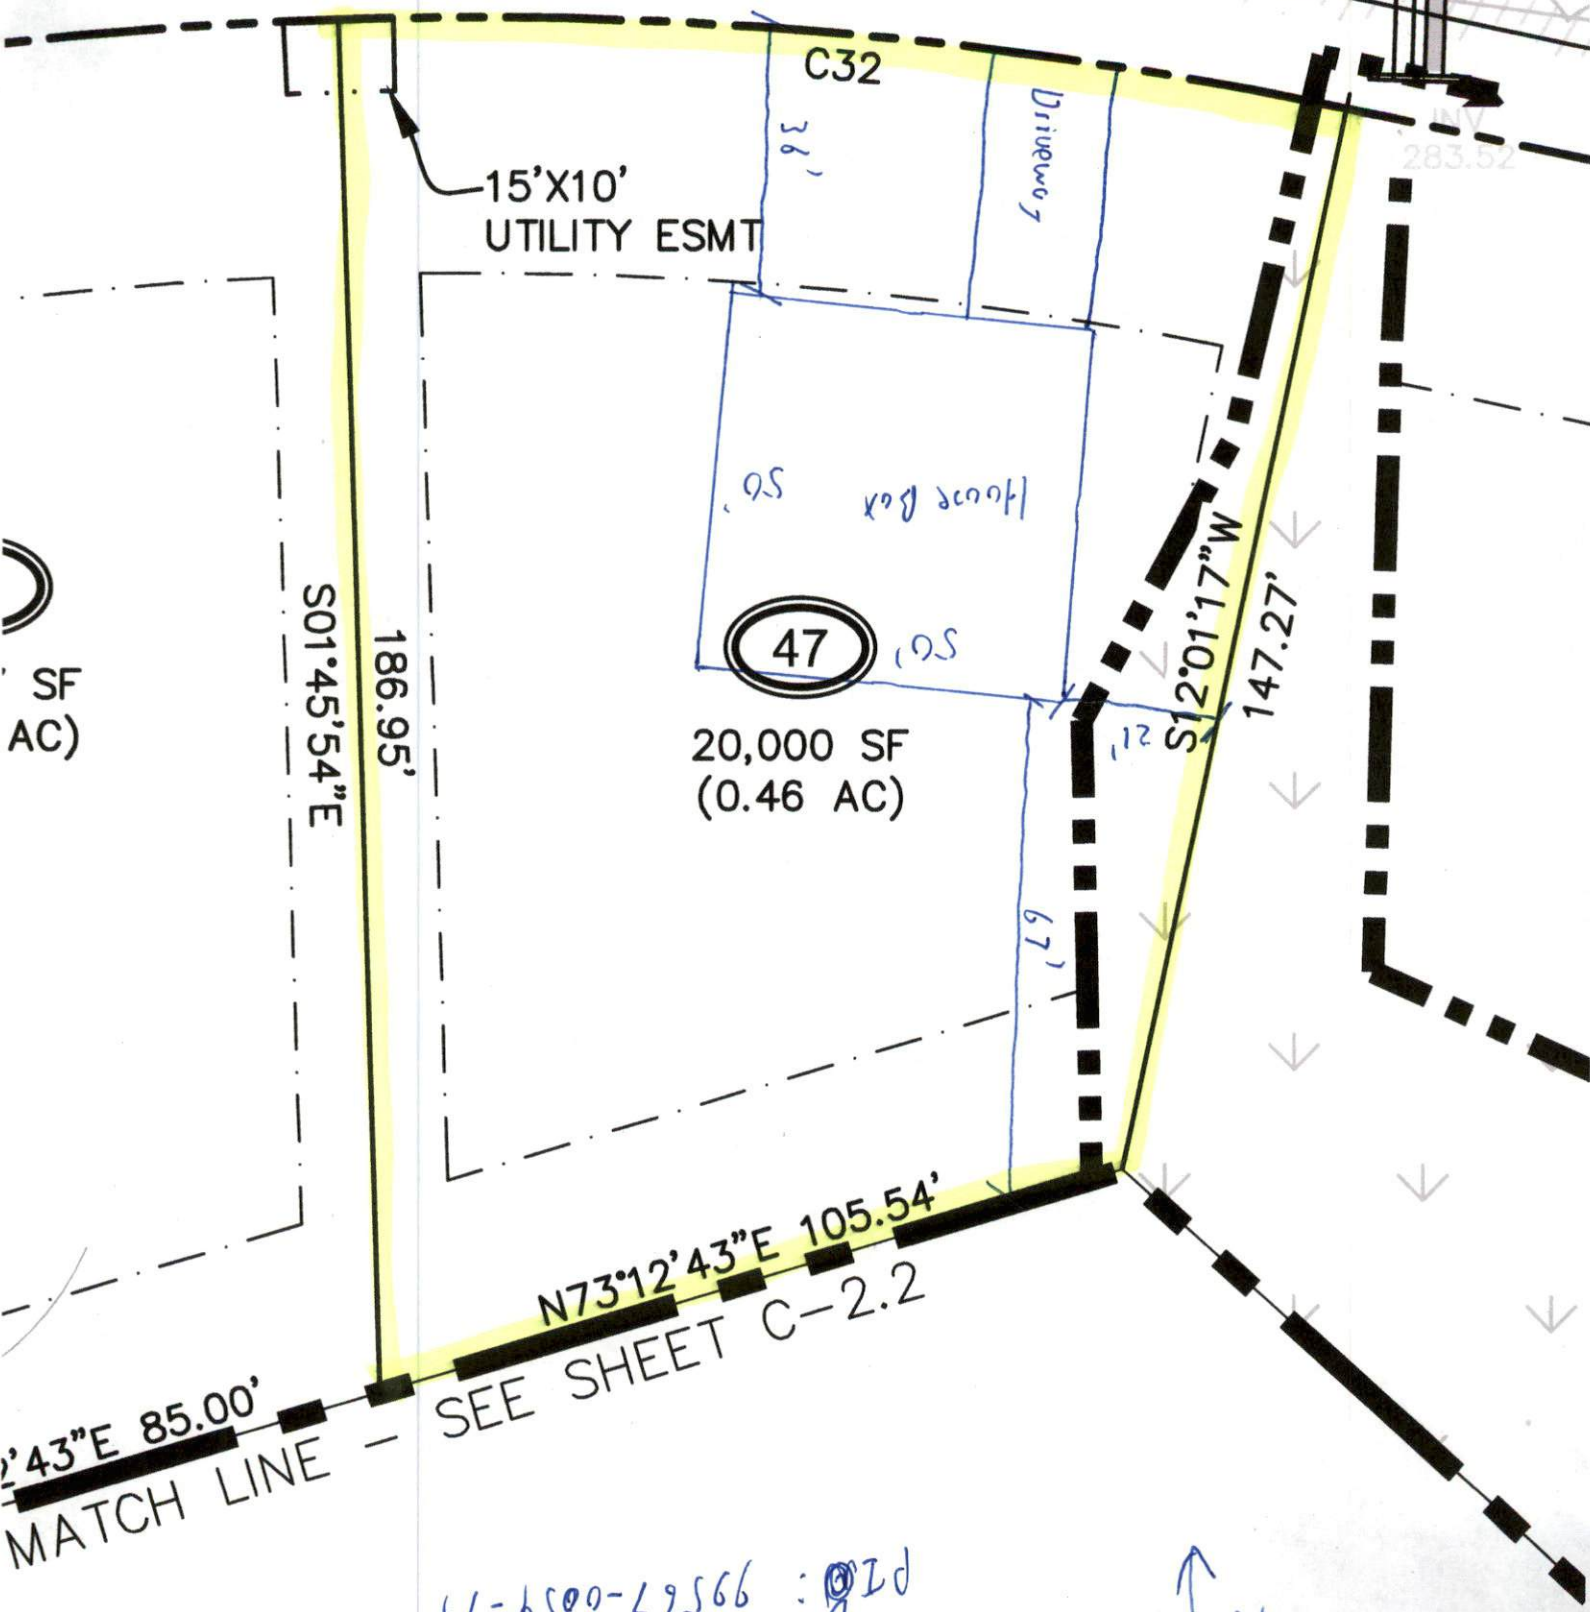 C32
INV
283.52
36'
Driveway
15'X10'
UTILITY ESMT
50'
House Box
S01°45'54"E
186.95'
S12°01'17"W
147.27'
47
50'
SF
AC)
20,000 SF
(0.46 AC)
21'
67'
N73°12'43"E 105.54'
'43"E 85.00'
MATCH LINE - SEE SHEET C-2.2